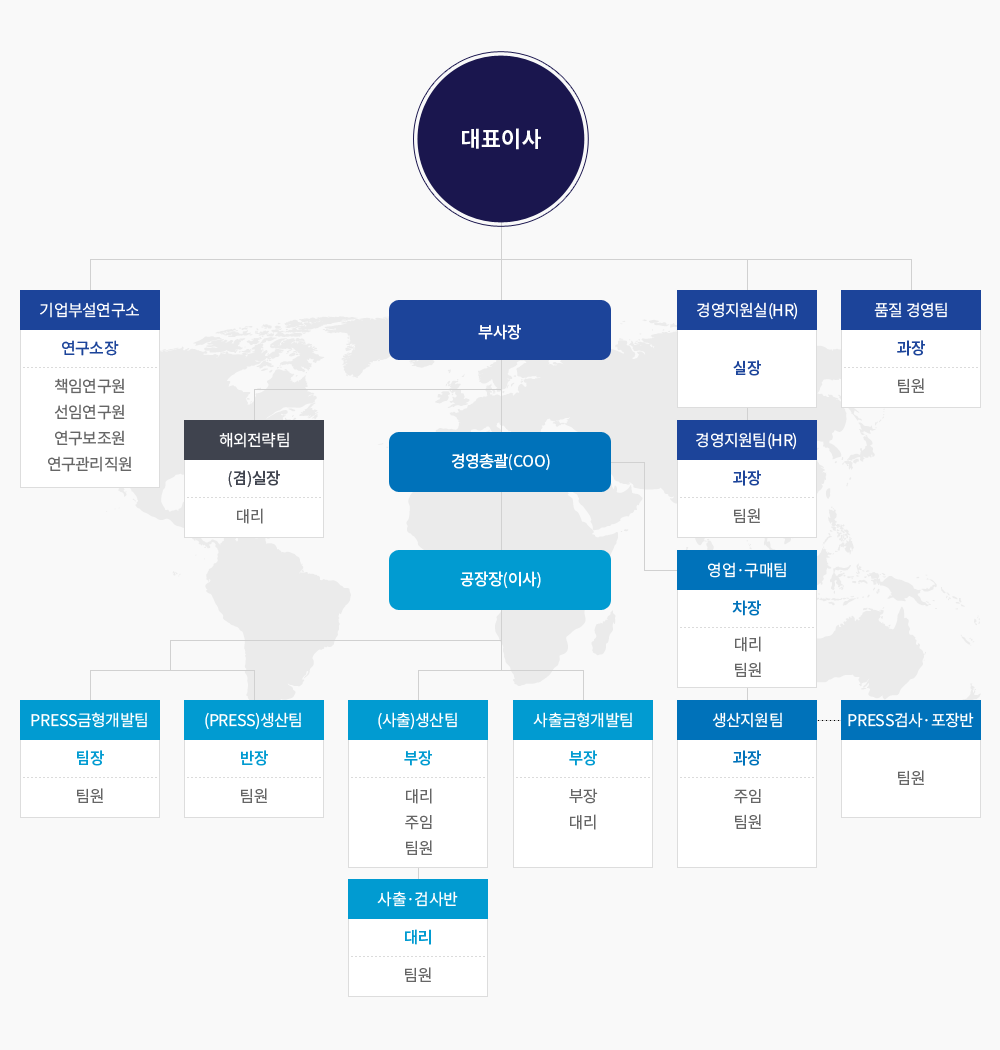 대표이사
기업부설연구소
연구소장
책임연구원
선임연구원
연구보조원
연구관리직원
부사장
경영지원실(HR)
실장
품질 경영팀
과장
팀원
해외전략팀
(겸)실장
대리
경영총괄(COO)
경영지원팀(HR)
과장
팀원
공장장(이사)
영업·구매팀
차장
대리
팀원
PRESS금형개발팀
팀장
팀원
(PRESS)생산팀
반장
팀원
(사출)생산팀
부장
대리
주임
팀원
사출금형개발팀
부장
부장
대리
생산지원팀
과장
주임
팀원
PRESS검사·포장반
팀원
사출·검사반
대리
팀원